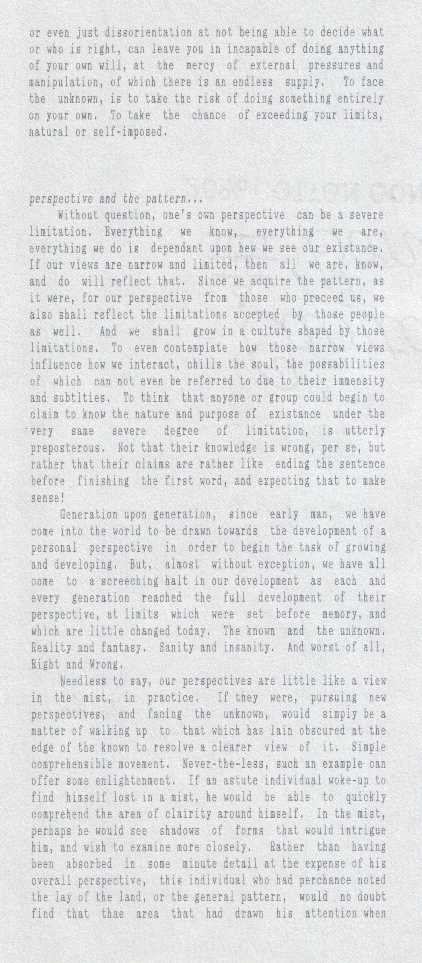 or even just dissorientation at not being able to decide what
or who is right, can leave you in incapable of doing anything
of your own will, at the mercy of external pressures and
manipulation, of which there is an endless supply. To face
the unknown, is to take the risk of doing something entirely
on your own. To take the chance of exceeding your limits,
natural or self-imposed.
perspective and the pattern...
Without question, one's own perspective can be a severe
limitation. Everything we know, everything we are,
everything we do is dependant upon how we see our existance.
If our views are narrow and limited, then all we are, know,
and do will reflect that. Since we acquire the pattern, as
it were, for our perspective from those who preceed us, we
also shall reflect the limitations accepted by those people
as well. And we shall grow in a culture shaped by those
limitations. To even contemplate how those narrow views
influence how we interact, chills the soul, the possabilities
of which can not even be referred to due to their immensity
and subtlties. To think that anyone or group could begin to
claim to know the nature and purpose of existance under the
very same severe degree of limitation, is utterly
preposterous. Not that their knowledge is wrong, per se, but
rather that their claims are rather like ending the sentence
before finishing the first word, and expecting that to make
sense!
Generation upon generation, since early man, we have
come into the world to be drawn towards the development of a
personal perspective in order to begin the task of growing
and developing. But, almost without exception, we have all
come to a screeching halt in our development as each and
every generation reached the full development of their
perspective, at limits which were set before memory, and
which are little changed today. The known and the unknown.
Reality and fantasy. Sanity and insanity. And worst of all,
Right and Wrong.
Needless to say, our perspectives are little like a view
in the mist, in practice. If they were, pursuing new
perspectives, and facing the unknown, would simply be a
matter of walking up to that which has lain obscured at the
edge of the known to resolve a clearer view of it. Simple
comprehensible movement. Never-the-less, such an example can
offer some enlightenment. If an astute individual woke-up to
find himself lost in a mist, he would be able to quickly
comprehend the area of clairity around himself. In the mist,
perhaps he would see shadows of forms that would intrigue
him, and wish to examine more closely. Rather than having
been absorbed in some minute detail at the expense of his
overall perspective, this individual who had perchance noted
the lay of the land, or the general pattern, would no doubt
find that thae area that had drawn his attention when